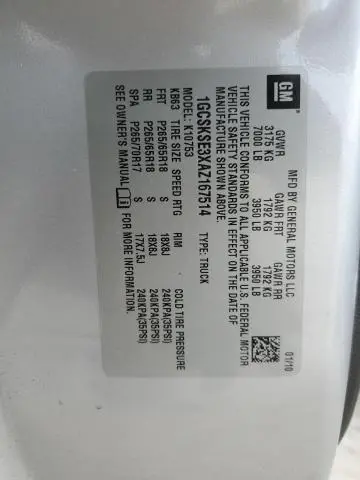 GM
MFD BY GENERAL MOTORS LLC
01/10
GVWR GAWR FRT GAWR RR
3175 KG 1792 KG 1792 KG
7000 LB 3950 LB 3950 LB
THIS VEHICLE CONFORMS TO ALL APPLICABLE U.S. FEDERAL MOTOR
VEHICLE SAFETY STANDARDS IN EFFECT ON THE DATE OF
MANUFACTURE SHOWN ABOVE.
1GCSKSE3XAZ167514 TYPE: TRUCK
MODEL: K10753
KB63 TIRE SIZE SPEED RTG RIM COLD TIRE PRESSURE
FRT P265/65R18 S 18X8J 240KPA(35PSI)
RR P265/65R18 S 18X8J 240KPA(35PSI)
SPA P265/70R17 S 17X7.5J 240KPA(35PSI)
SEE OWNER'S MANUAL FOR MORE INFORMATION.